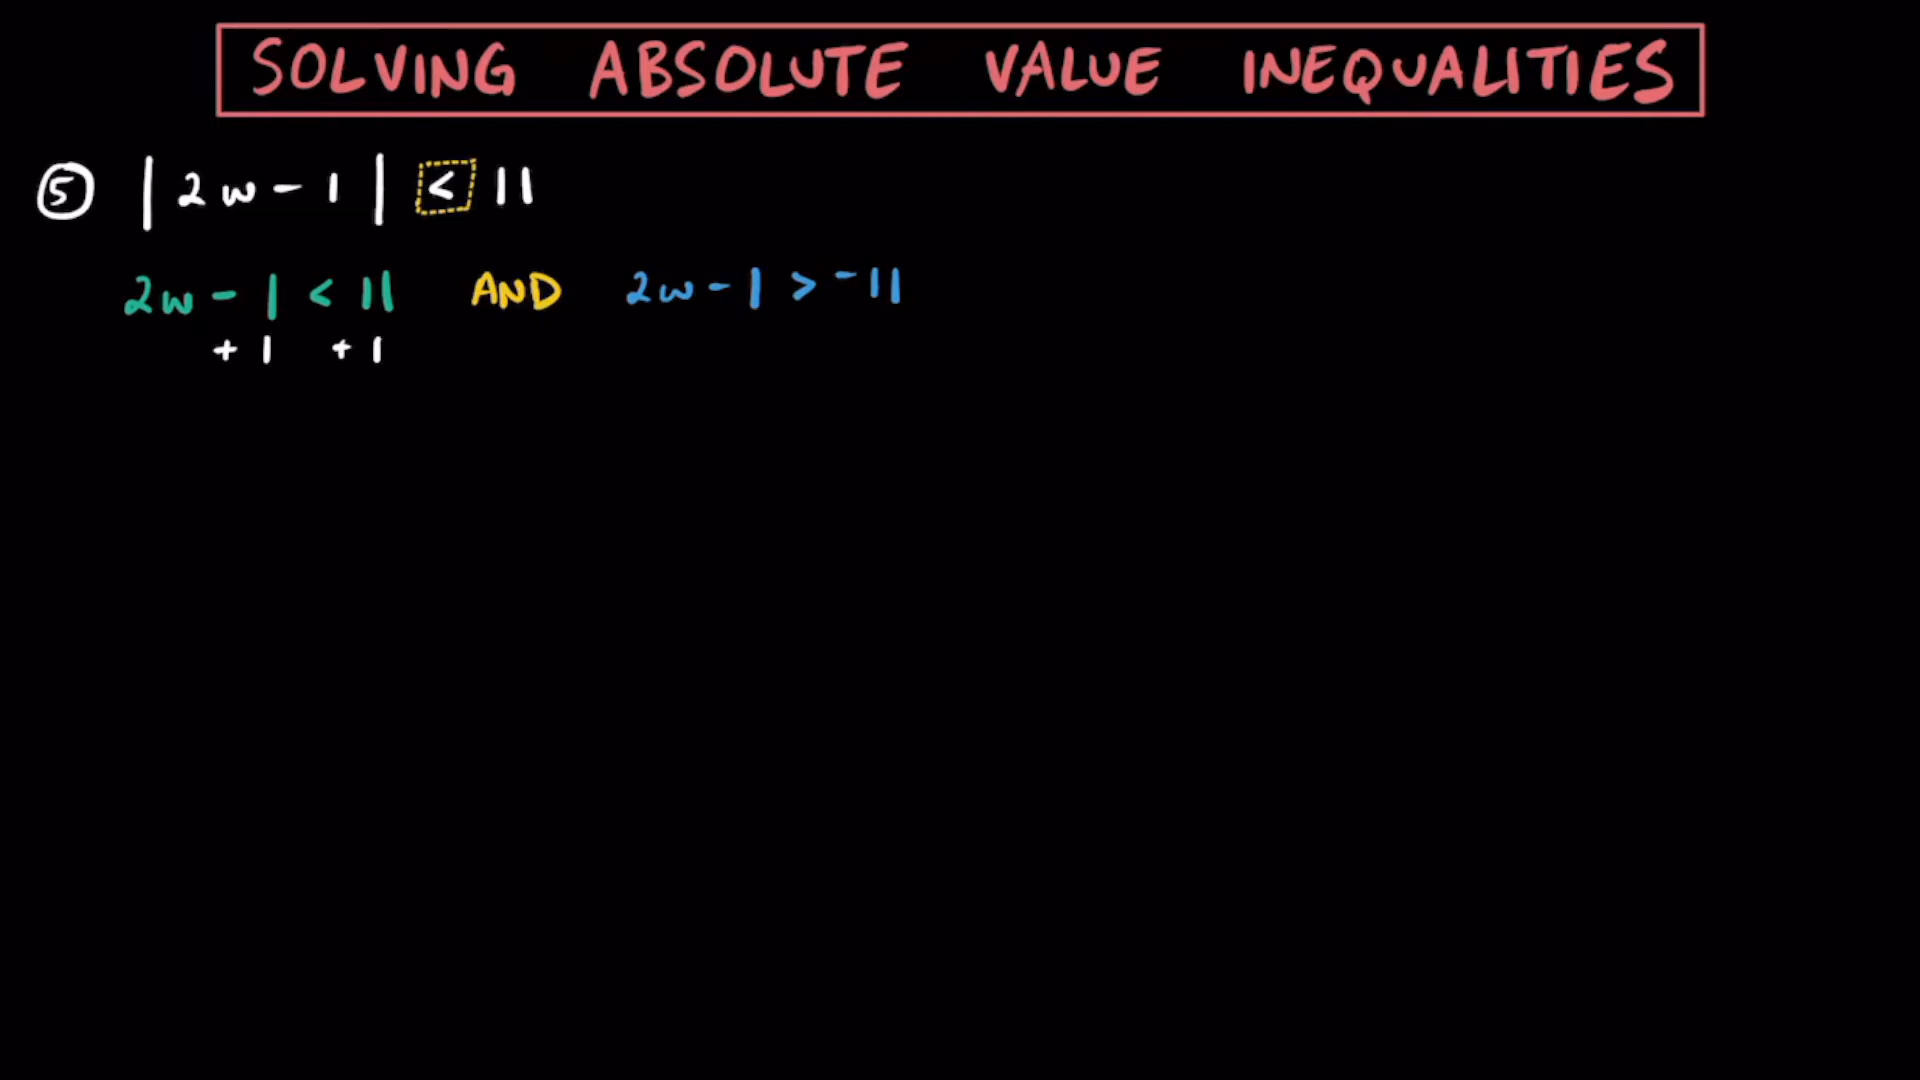 SOLVING ABSOLUTE VALUE INEQUALITIES
⑤ |2w - 1| < 11
2w - 1 < 11 AND 2w - 1 > -11
+ 1 + 1